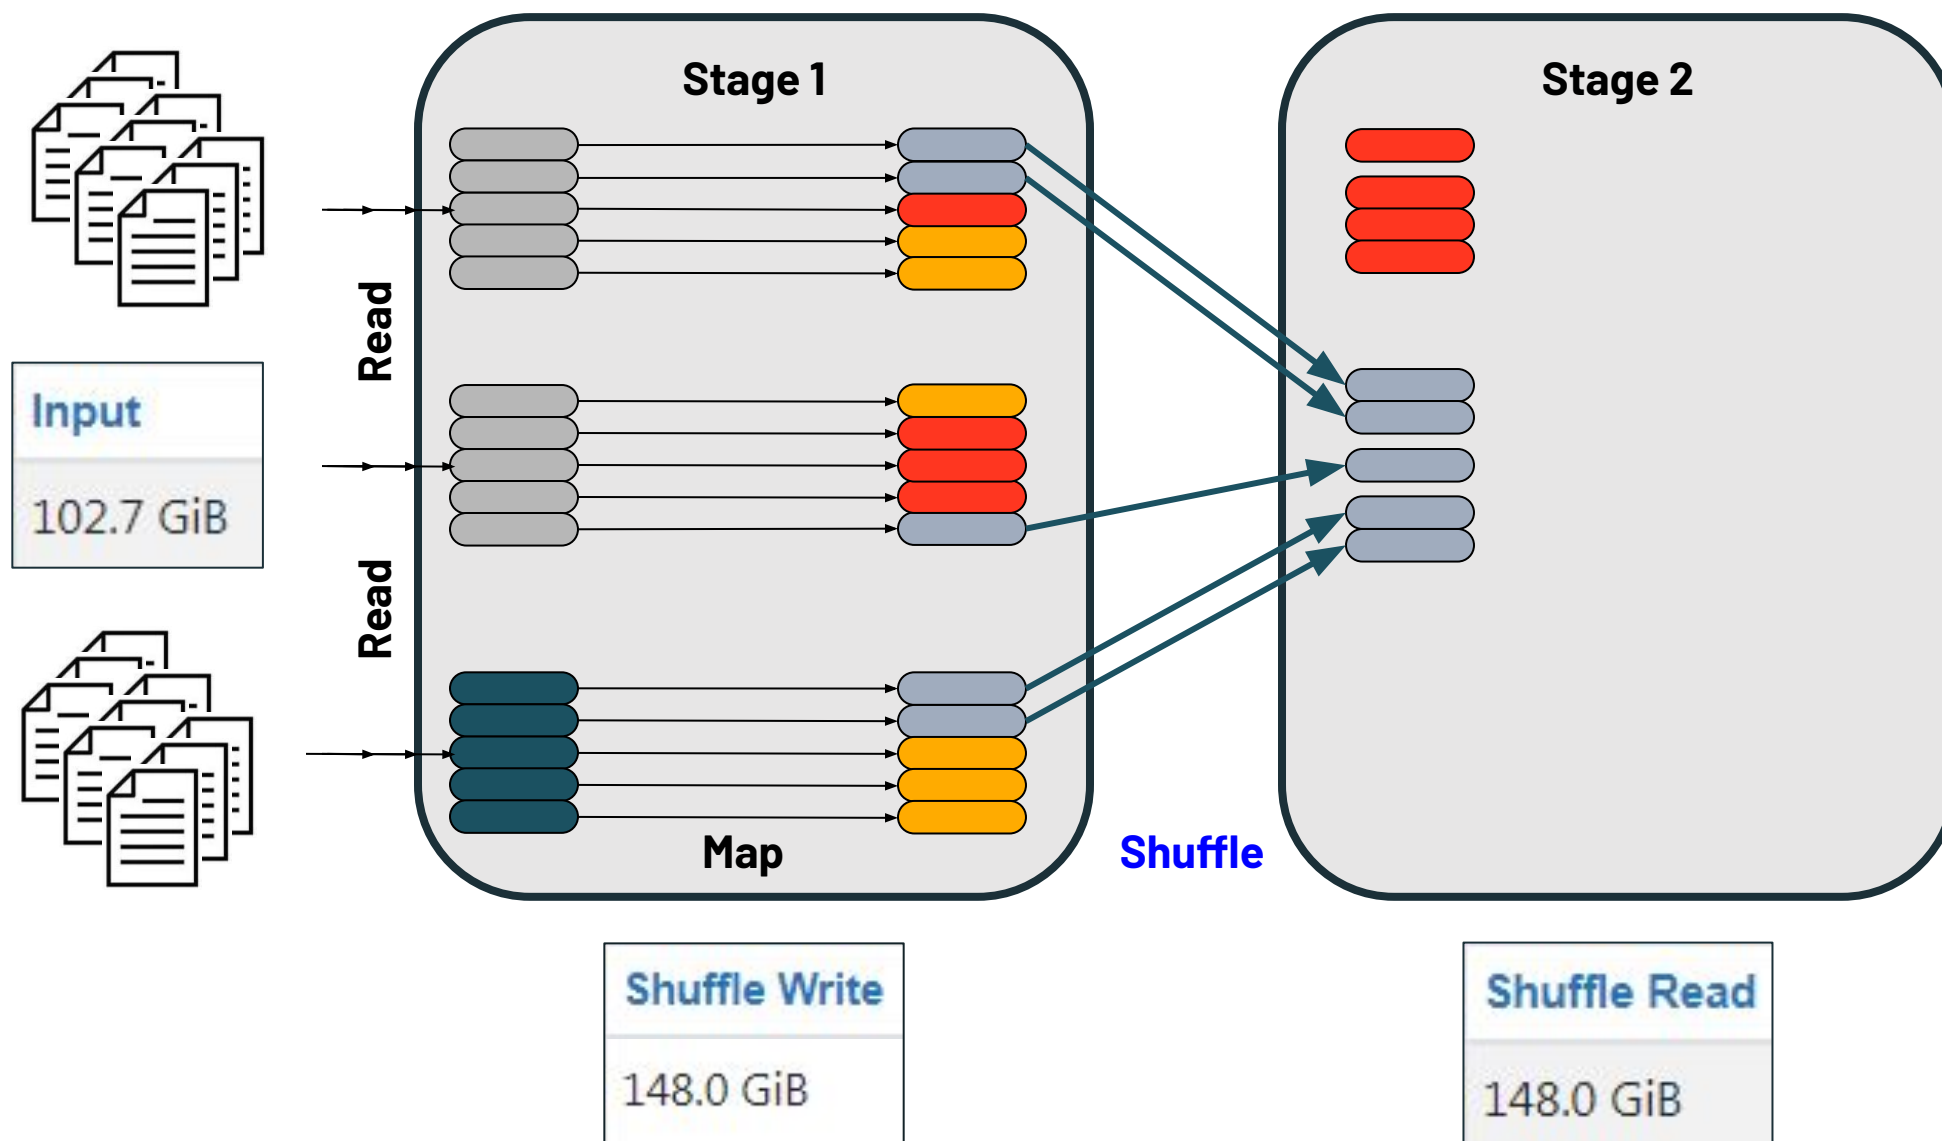 Stage 1
Stage 2
Read
Input
102.7 GiB
Read
Map
Shuffle
Shuffle Write
148.0 GiB
Shuffle Read
148.0 GiB